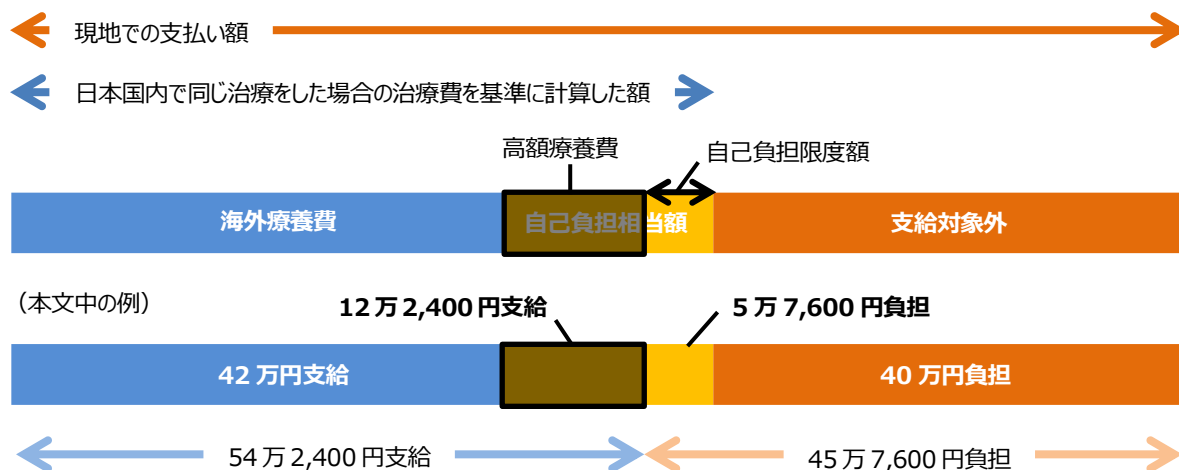 現地での支払い額
日本国内で同じ治療をした場合の治療費を基準に計算した額
高額療養費
自己負担限度額
海外療養費
自己負担相当額
支給対象外
（本文中の例）
12万2,400円支給
5万7,600円負担
42万円支給
40万円負担
54万2,400円支給
45万7,600円負担